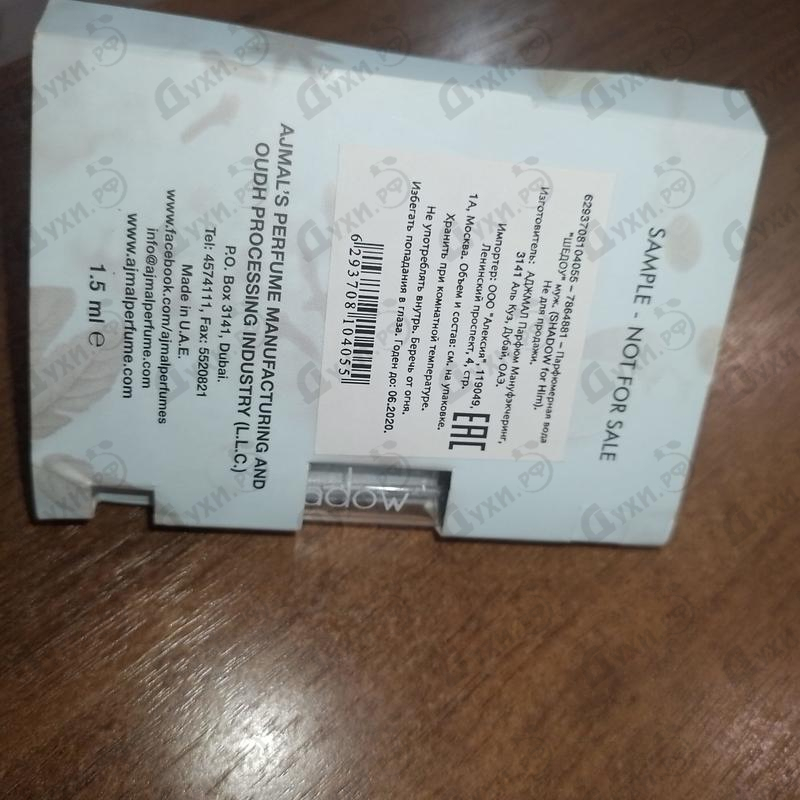 SAMPLE - NOT FOR SALE
6293708104055 – 7864881 – Парфюмерная вода
"ШЕДОУ" муж. (SHADOW for Him).
Не для продажи.
Изготовитель: АДЖМАЛ Парфюм Мануфэкчеринг,
3141 Аль Куз, Дубай, ОАЭ.
Импортер: ООО "Алексия", 119049,
Ленинский проспект, 4, стр.
1А, Москва. Объем и состав: см. на упаковке.
Хранить при комнатной температуре.
Не употреблять внутрь. Беречь от огня.
Избегать попадания в глаза. Годен до: 06.2020.
EAC
6 293708 104055
adow
AJMAL'S PERFUME MANUFACTURING AND
OUDH PROCESSING INDUSTRY (L.L.C.)
P.O. Box 3141, Dubai.
Tel: 4574111, Fax: 5520821
Made in U.A.E.
www.facebook.com/ajmalperfumes
info@ajmalperfume.com
www.ajmalperfume.com
1.5 ml e
Духи.рф